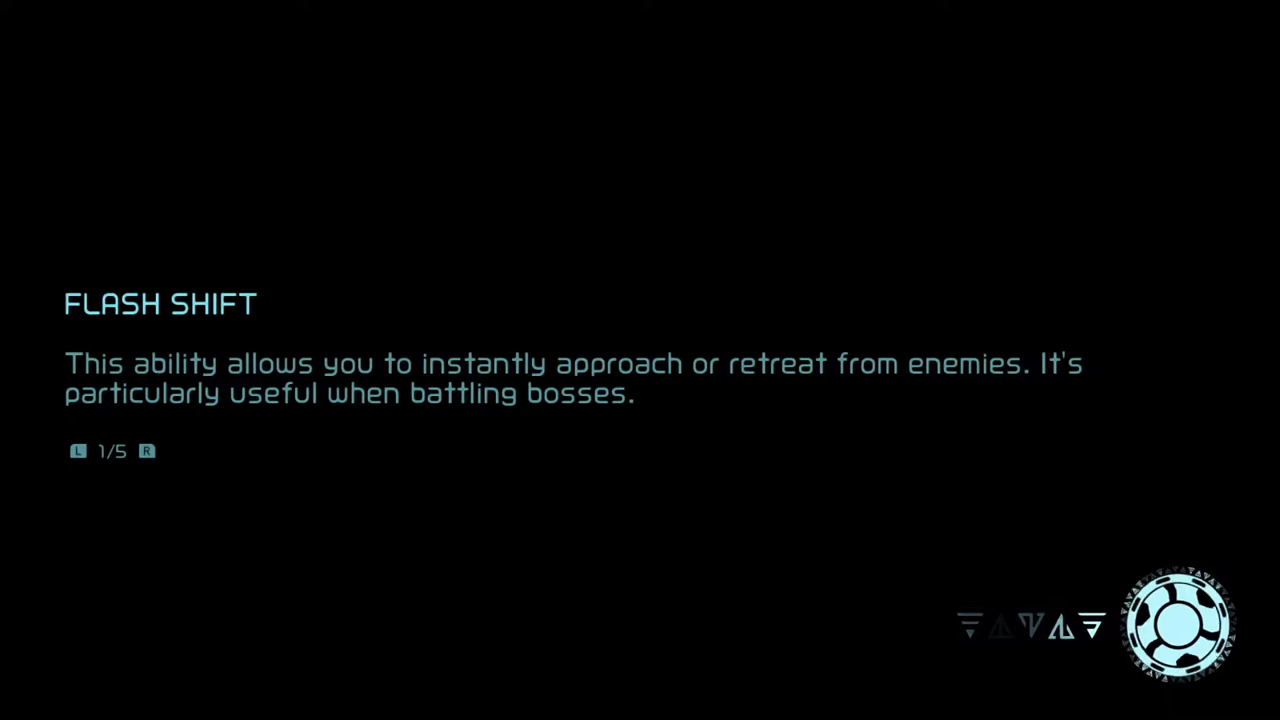 FLASH SHIFT
This ability allows you to instantly approach or retreat from enemies. It's
particularly useful when battling bosses.
L 1/5 R